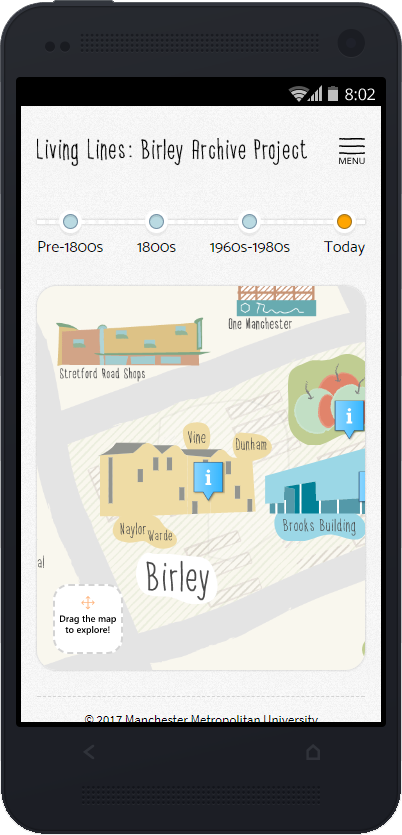 8:02
Living Lines: Birley Archive Project
MENU
Pre-1800s
1800s
1960s-1980s
Today
One Manchester
Stretford Road Shops
Vine
Dunham
Naylor
Warde
Brooks Building
Birley
al
Drag the map
to explore!
© 2017 Manchester Metropolitan University